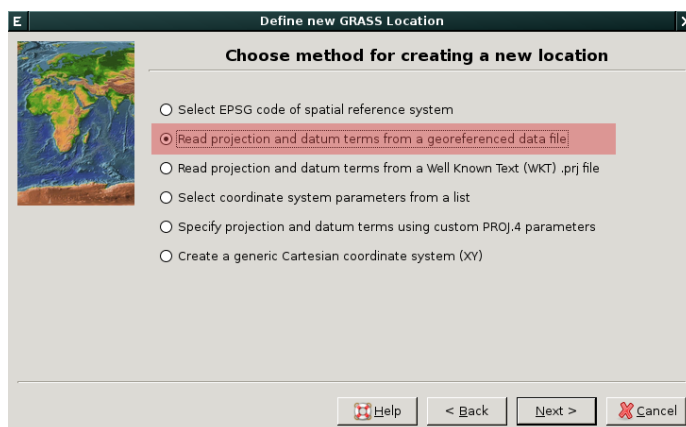 Define new GRASS Location
Choose method for creating a new location
Select EPSG code of spatial reference system
Read projection and datum terms from a georeferenced data file
Read projection and datum terms from a Well Known Text (WKT) .prj file
Select coordinate system parameters from a list
Specify projection and datum terms using custom PROJ.4 parameters
Create a generic Cartesian coordinate system (XY)
Help < Back Next > Cancel